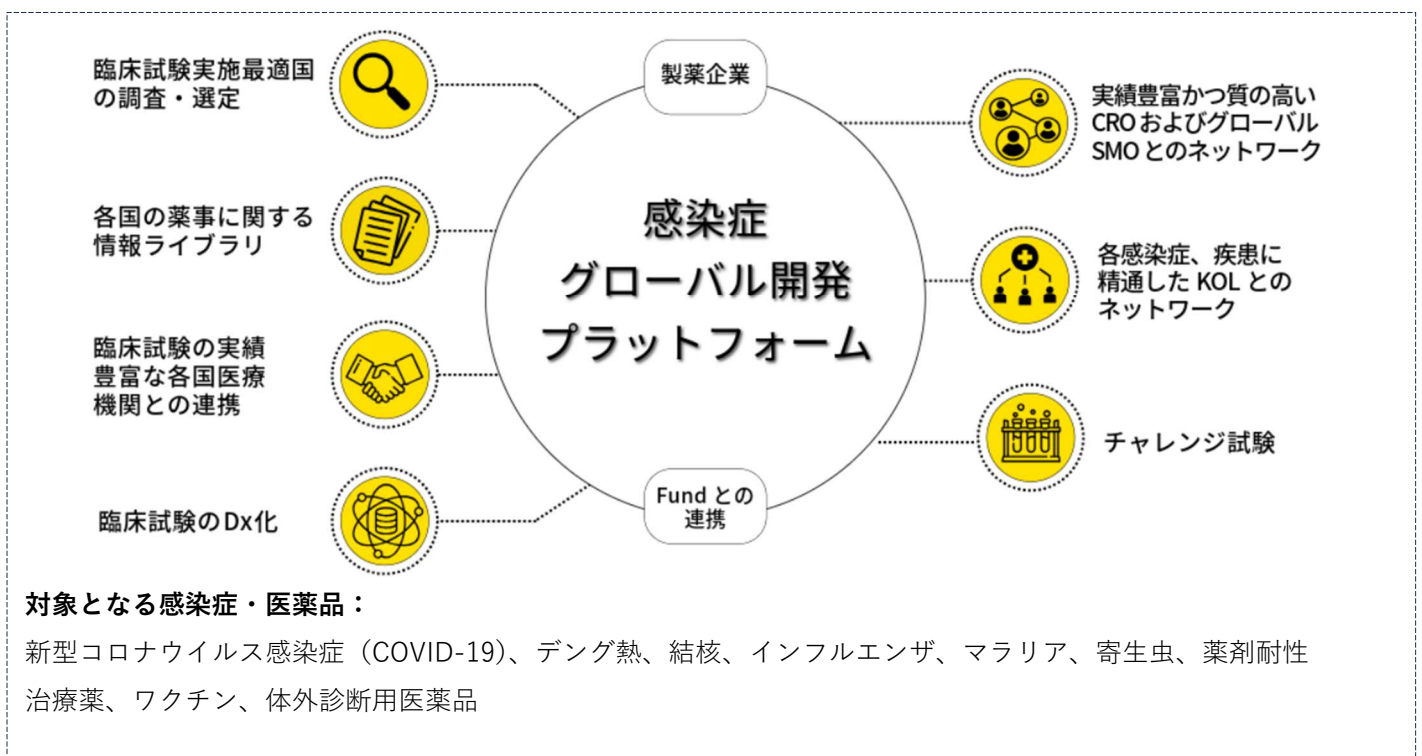 製薬企業
臨床試験実施最適国
の調査・選定
各国の薬事に関する
情報ライブラリ
臨床試験の実績
豊富な各国医療
機関との連携
臨床試験のDx化
感染症
グローバル開発
プラットフォーム
Fund との
連携
実績豊富かつ質の高い
CROおよびグローバル
SMOとのネットワーク
各感染症、疾患に
精通した KOL との
ネットワーク
チャレンジ試験
対象となる感染症・医薬品：
新型コロナウイルス感染症（COVID-19）、デング熱、結核、インフルエンザ、マラリア、寄生虫、薬剤耐性
治療薬、ワクチン、体外診断用医薬品